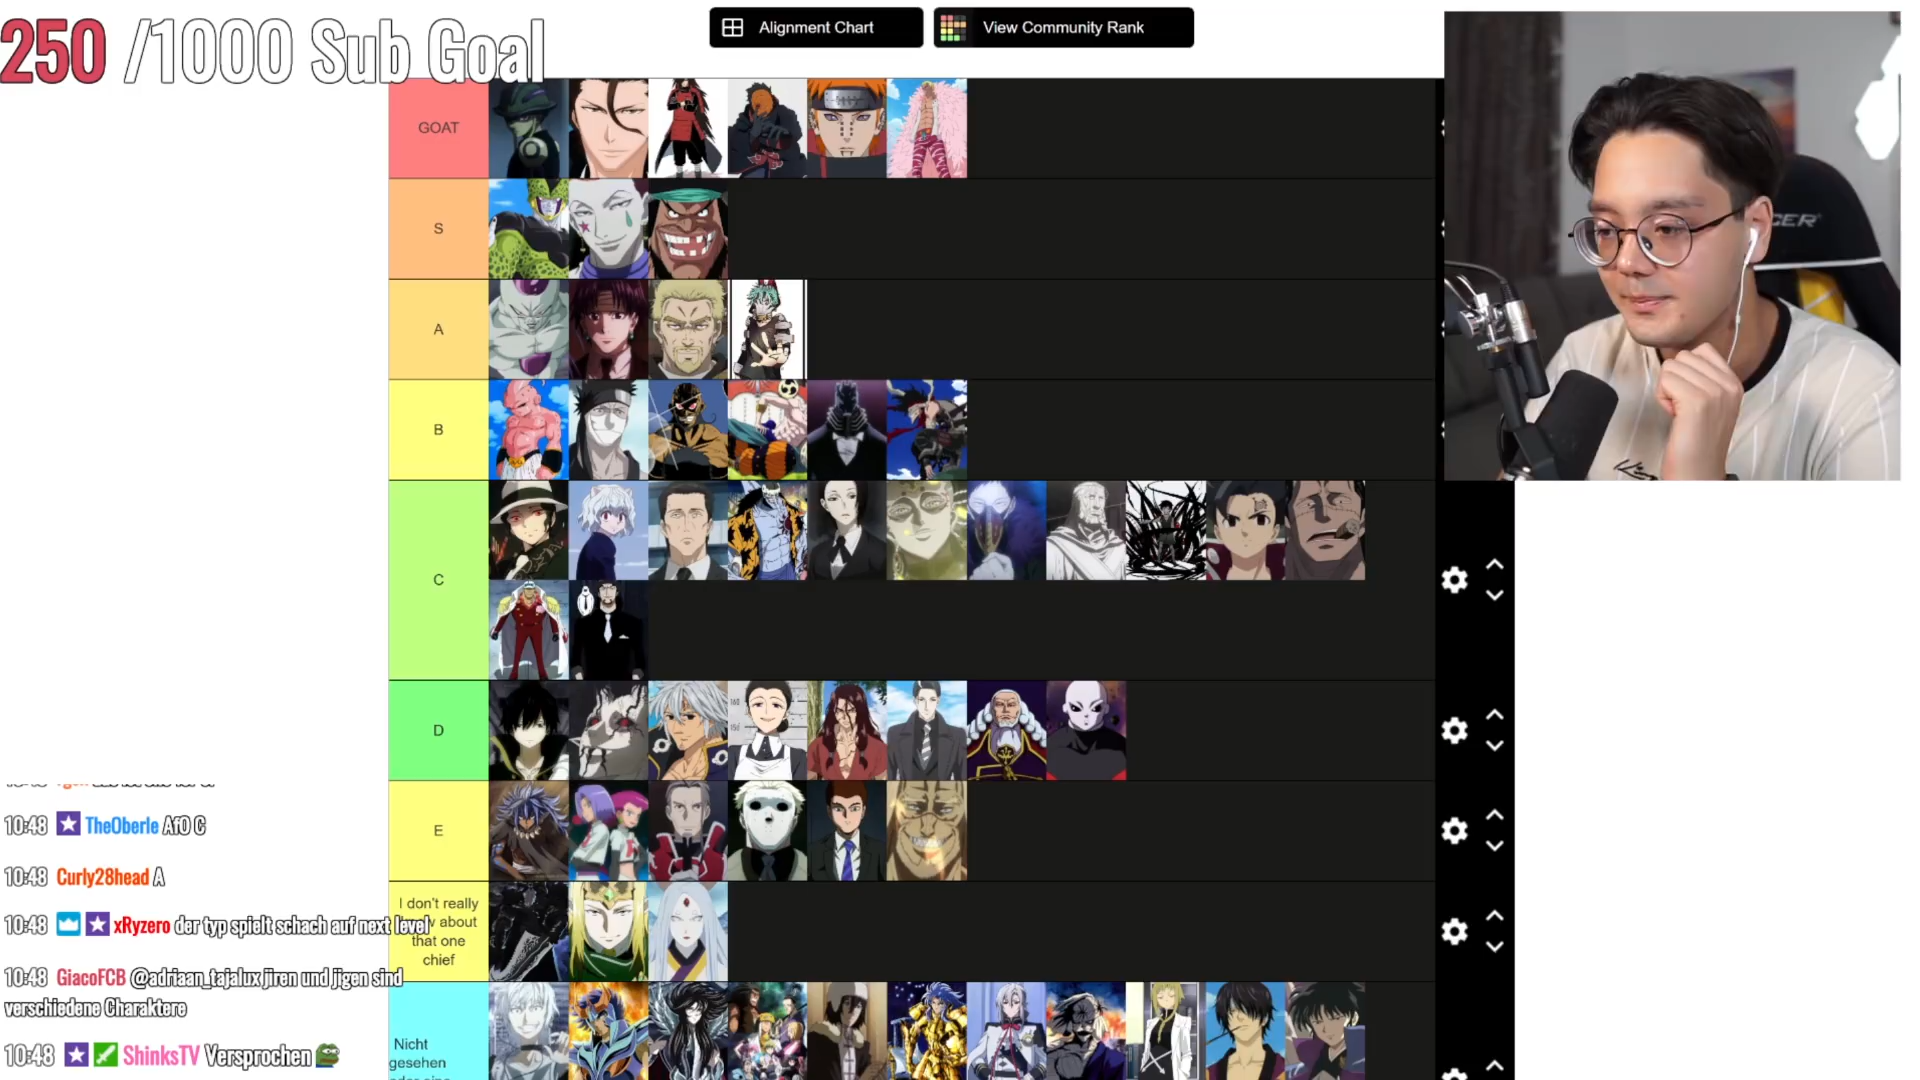 250 /1000 Sub Goal
Alignment Chart
View Community Rank
GOAT
S
A
B
C
D
E
I don't really
about
that one
chief
Nicht
gesehen
10:48 TheOberle AfO C
10:48 Curly28head A
10:48 xRyzero der typ spielt schach auf next level
10:48 GiacoFCB @adriaan_tajalux jiren und jigen sind
verschiedene Charaktere
10:48 ShinksTV Versprochen